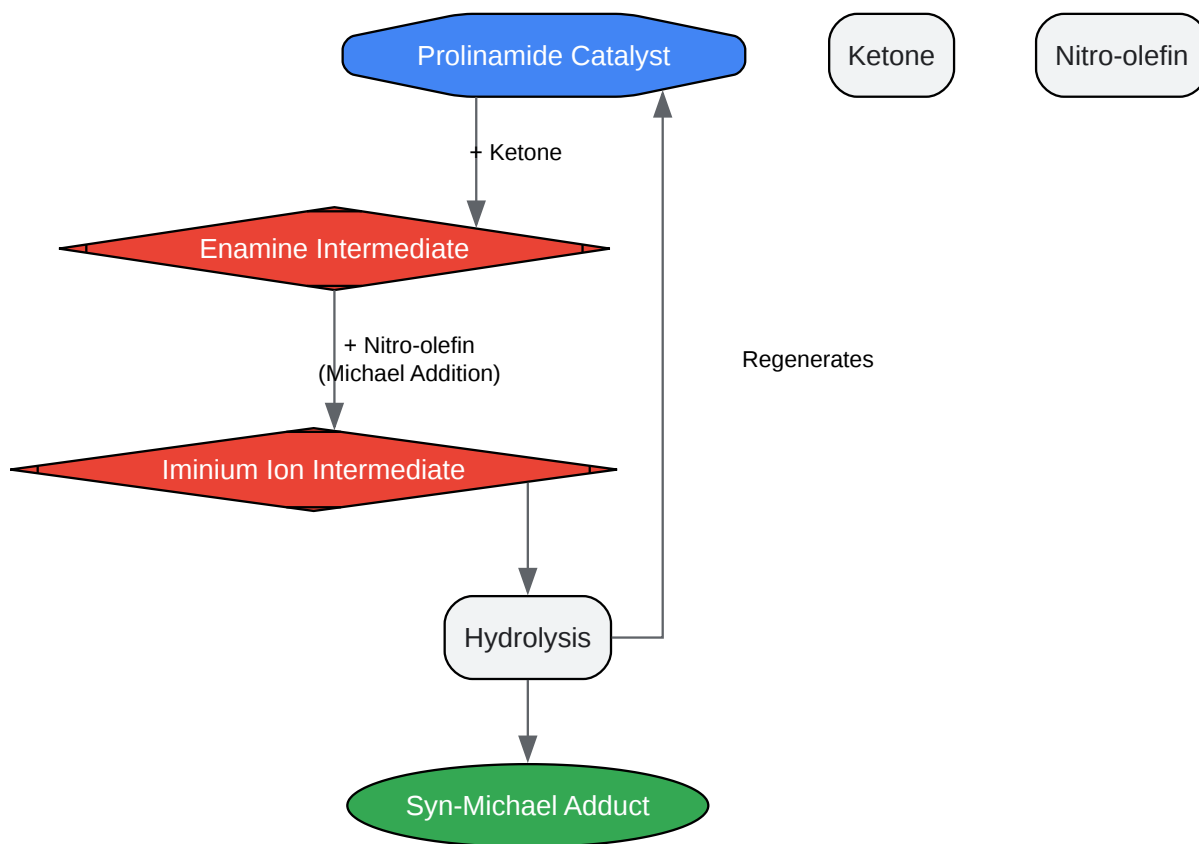 Prolinamide Catalyst
Ketone
Nitro-olefin
+ Ketone
Enamine Intermediate
+ Nitro-olefin
(Michael Addition)
Regenerates
Iminium Ion Intermediate
Hydrolysis
Syn-Michael Adduct